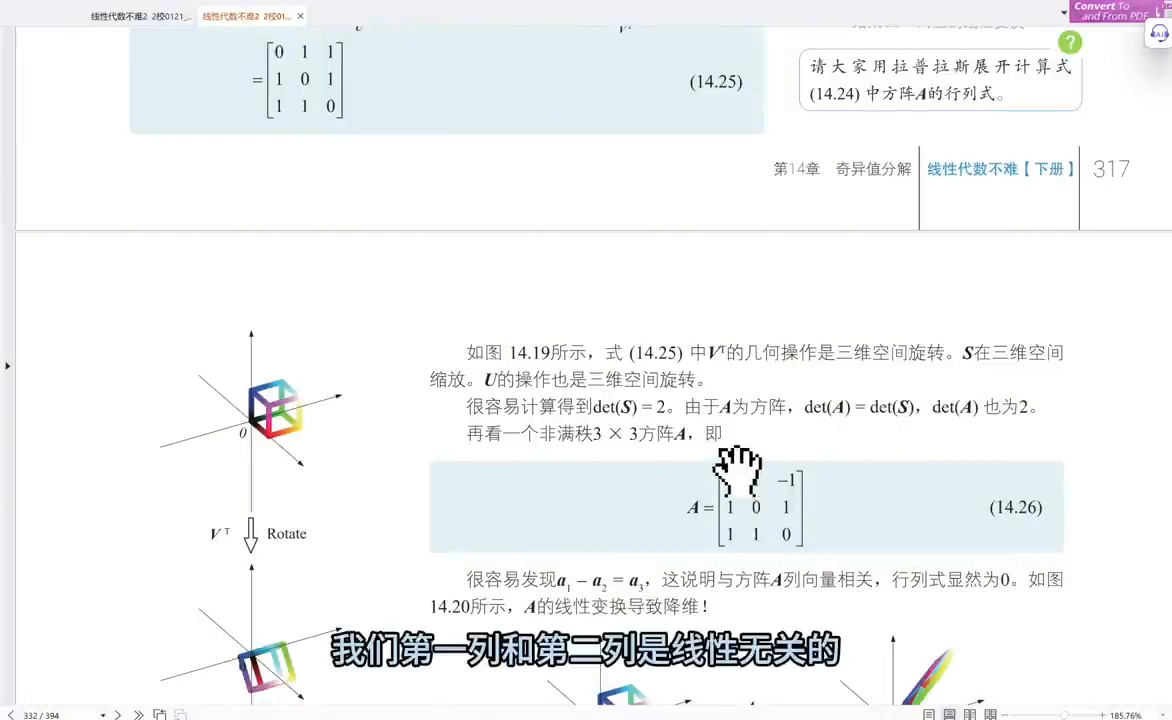 线性代数不难2 2校0121_...
线性代数不难2 2校01...
Convert To
and From PDF
= [0 1 1
1 0 1
1 1 0]
(14.25)
请大家用拉普拉斯展开计算式
(14.24) 中方阵A的行列式。
第14章 奇异值分解 线性代数不难【下册】 317
如图 14.19所示，式 (14.25) 中Vᵀ的几何操作是三维空间旋转。S在三维空间
缩放。U的操作也是三维空间旋转。
很容易计算得到det(S) = 2。由于A为方阵，det(A) = det(S)，det(A) 也为2。
再看一个非满秩3 × 3方阵A，即
0
−1
A = 1 0 1
1 1 0
(14.26)
Vᵀ Rotate
很容易发现a₁ − a₂ = a₃，这说明与方阵A列向量相关，行列式显然为0。如图
14.20所示，A的线性变换导致降维！
我们第一列和第二列是线性无关的
332 / 394
185.76%